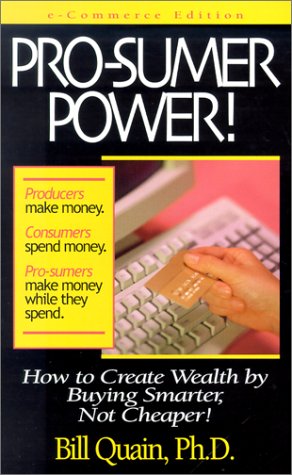 e-Commerce Edition
PRO-SUMER
POWER!
Producers
make money.
Consumers
spend money.
Pro-sumers
make money
while they
spend.
How to Create Wealth by
Buying Smarter,
Not Cheaper!
Bill Quain, Ph.D.